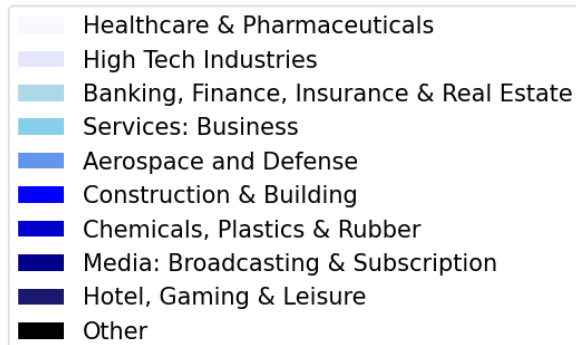 Healthcare & Pharmaceuticals
High Tech Industries
Banking, Finance, Insurance & Real Estate
Services: Business
Aerospace and Defense
Construction & Building
Chemicals, Plastics & Rubber
Media: Broadcasting & Subscription
Hotel, Gaming & Leisure
Other